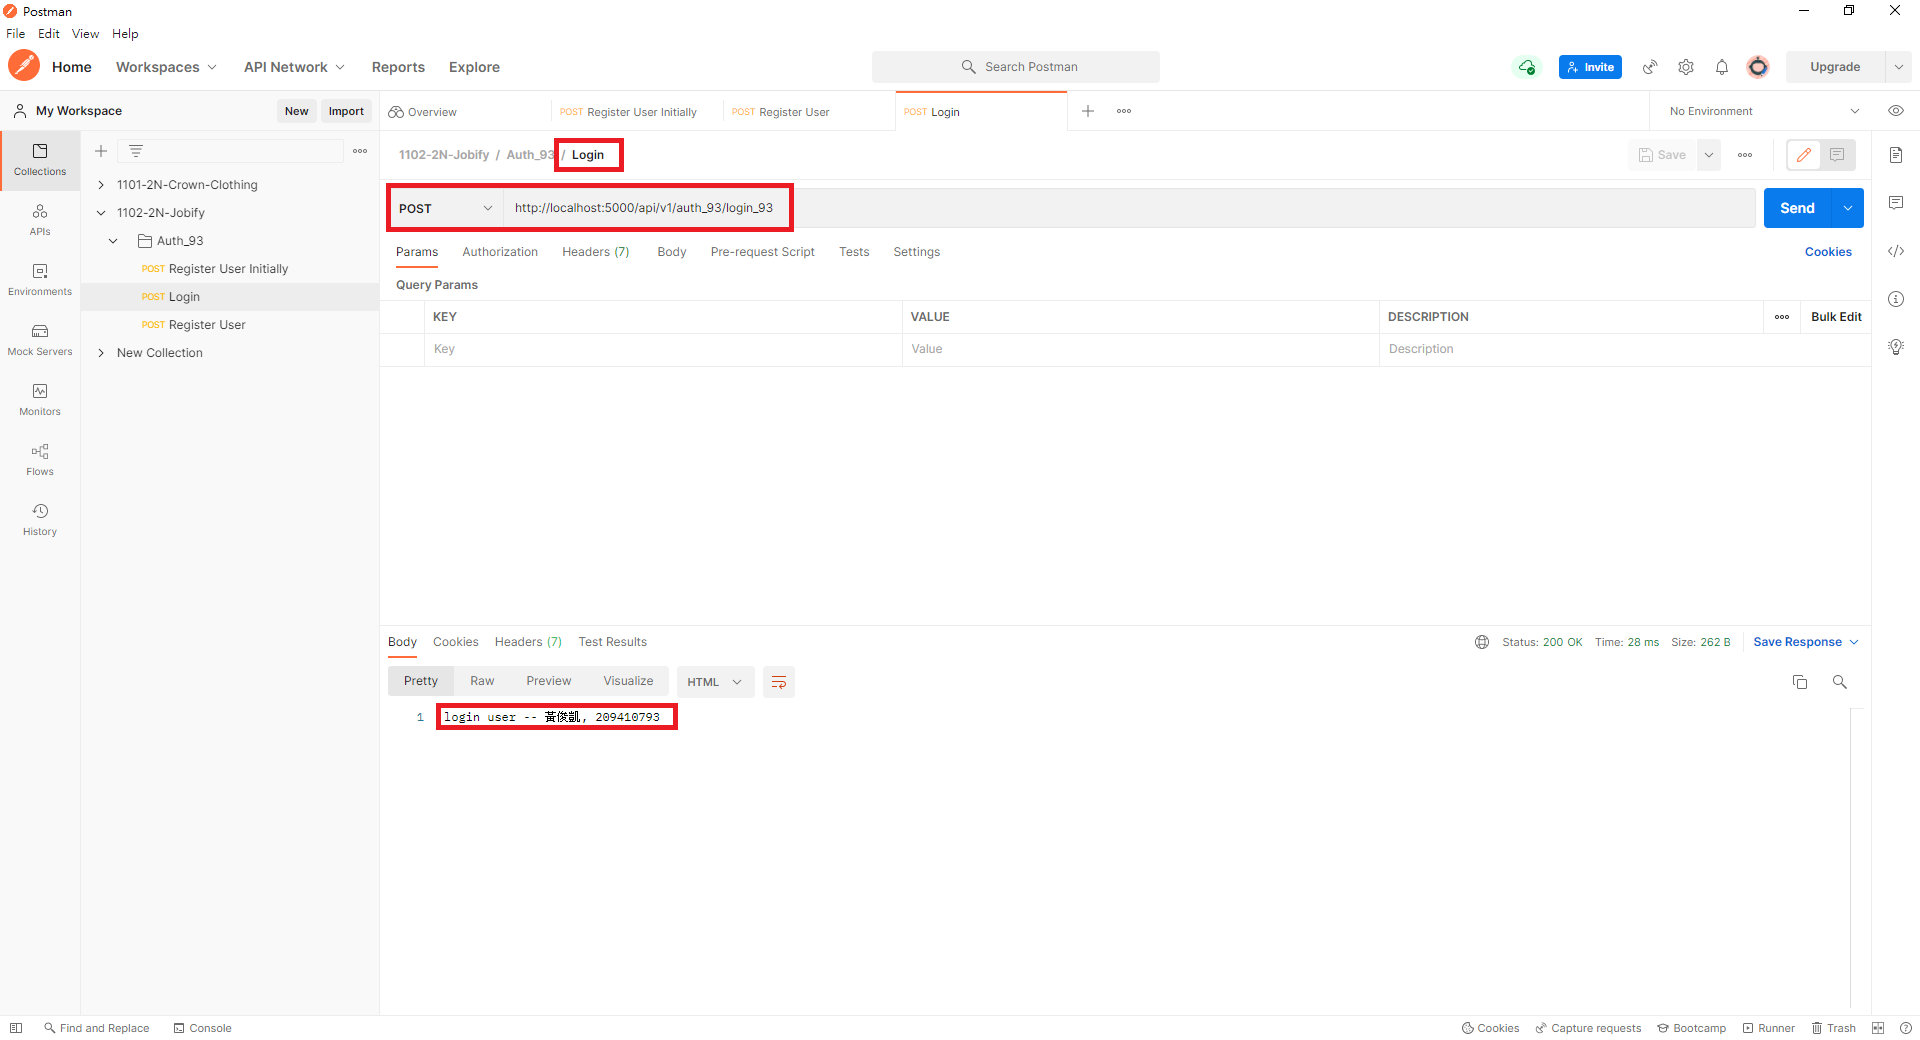 Postman
File Edit View Help
Home Workspaces API Network Reports Explore Search Postman Invite Upgrade
My Workspace New Import Overview POST Register User Initially POST Register User POST Login No Environment
1102-2N-Jobify / Auth_93 / Login Save
Collections
1101-2N-Crown-Clothing
1102-2N-Jobify
Auth_93
POST Register User Initially
POST Login
POST Register User
New Collection
APIs
Environments
Mock Servers
Monitors
Flows
History
POST http://localhost:5000/api/v1/auth_93/login_93 Send
Params Authorization Headers (7) Body Pre-request Script Tests Settings Cookies
Query Params
KEY VALUE DESCRIPTION Bulk Edit
Key Value Description
Body Cookies Headers (7) Test Results Status: 200 OK Time: 28 ms Size: 262 B Save Response
Pretty Raw Preview Visualize HTML
1 login user -- 黃俊凱, 209410793
Find and Replace Console Cookies Capture requests Bootcamp Runner Trash